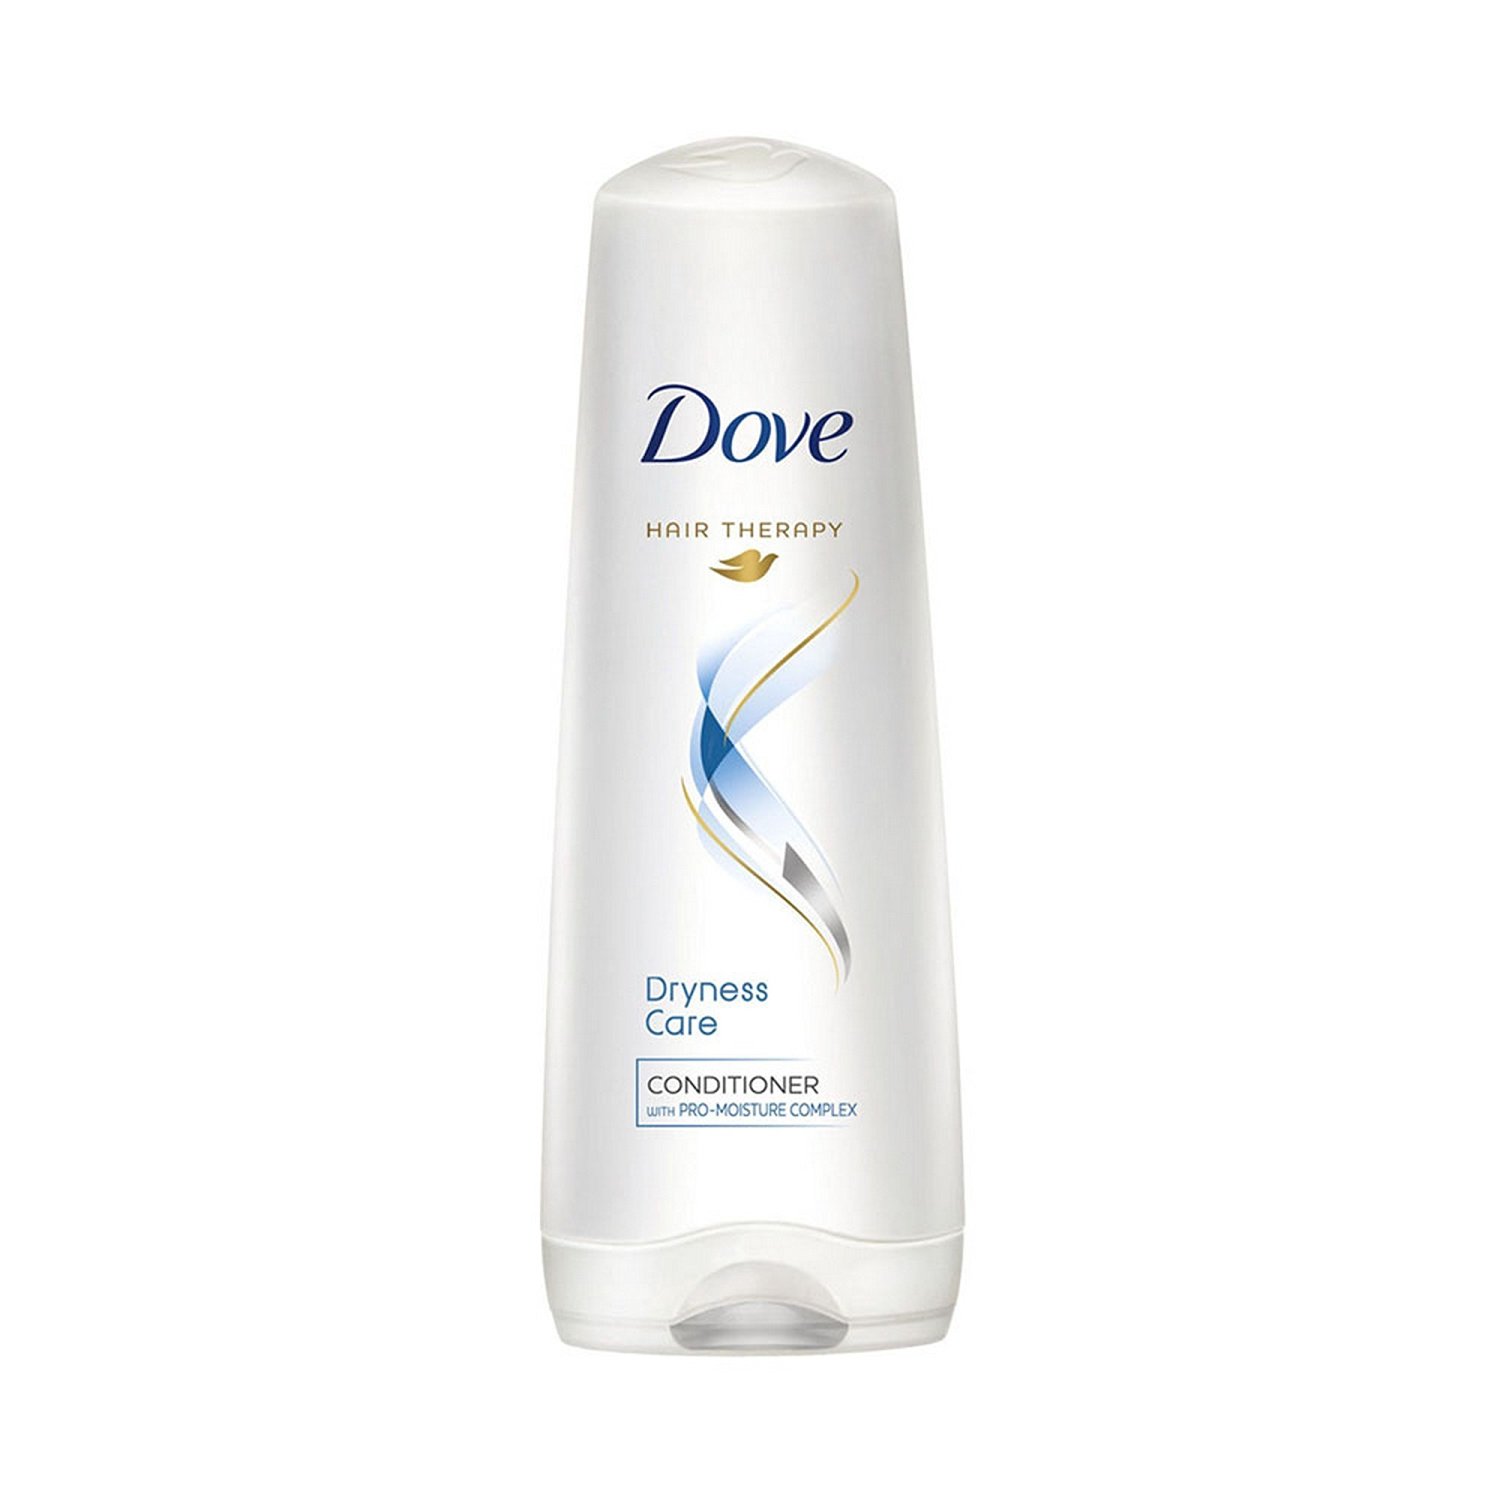 Dove
HAIR THERAPY
Dryness
Care
CONDITIONER
WITH PRO-MOISTURE COMPLEX